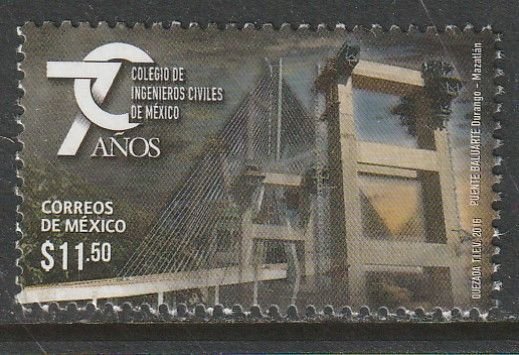 70
COLEGIO DE
INGENIEROS CIVILES
DE MÉXICO
AÑOS
CORREOS
DE MÉXICO
$11.50
QUEZADA T.I.E.V. 2016 PUENTE BALUARTE Durango – Mazatlán